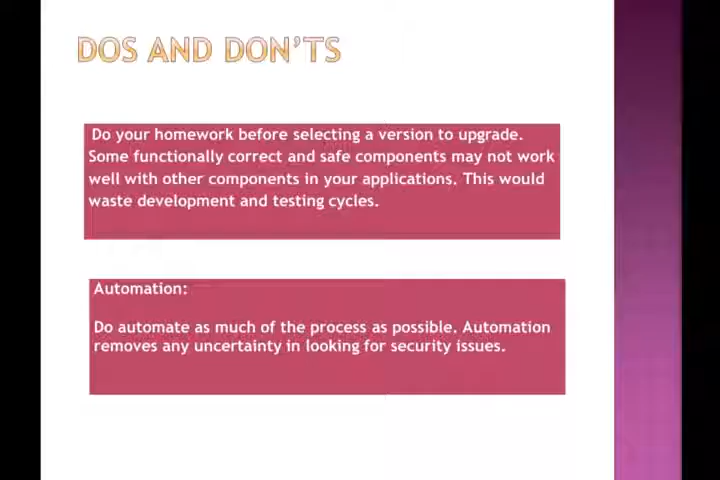 DOS AND DON'TS
Do your homework before selecting a version to upgrade.
Some functionally correct and safe components may not work
well with other components in your applications. This would
waste development and testing cycles.
Automation:
Do automate as much of the process as possible. Automation
removes any uncertainty in looking for security issues.